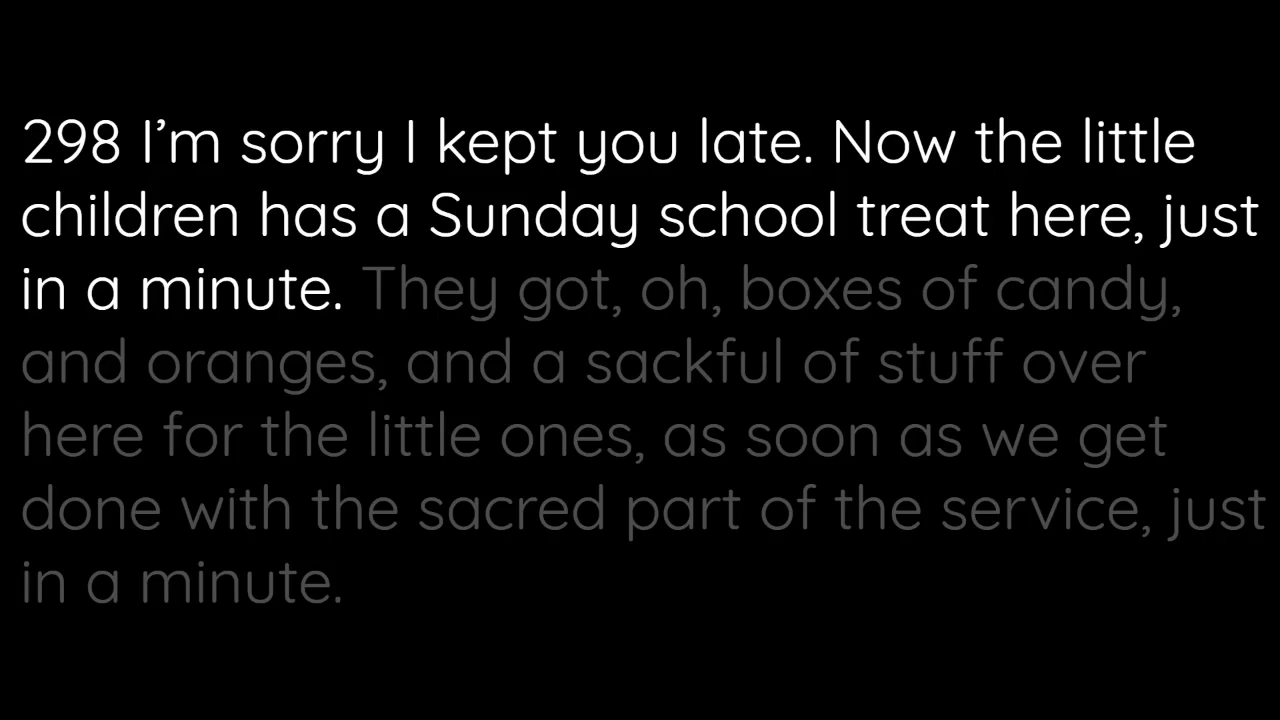 298 I’m sorry I kept you late. Now the little
children has a Sunday school treat here, just
in a minute. They got, oh, boxes of candy,
and oranges, and a sackful of stuff over
here for the little ones, as soon as we get
done with the sacred part of the service, just
in a minute.